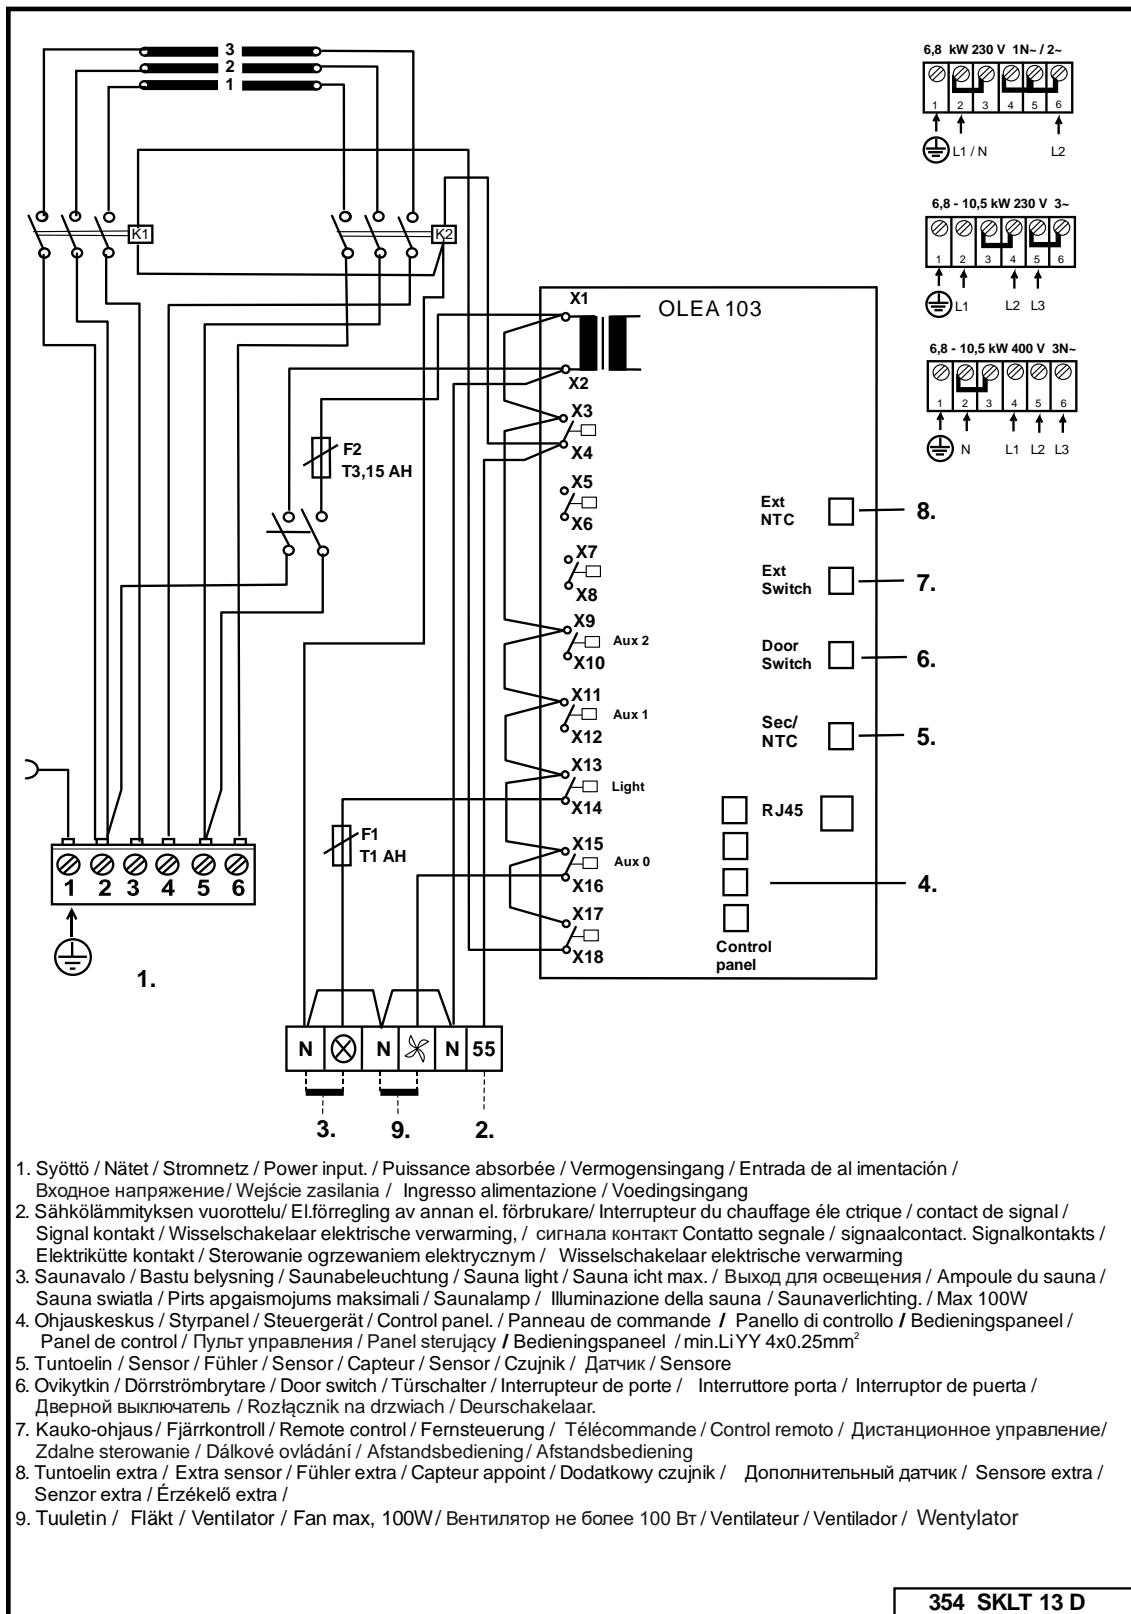 3
2
1
6,8 kW 230 V 1N~ / 2~
1 2 3 4 5 6
L1 / N L2
K1 K2
6,8 - 10,5 kW 230 V 3~
1 2 3 4 5 6
L1 L2 L3
6,8 - 10,5 kW 400 V 3N~
1 2 3 4 5 6
N L1 L2 L3
OLEA 103
X1
X2
X3
X4
F2
T3,15 AH
X5
X6
X7
X8
X9
Aux 2
X10
X11
Aux 1
X12
X13
Light
X14
X15
Aux 0
X16
X17
X18
Ext
NTC
8.
Ext
Switch
7.
Door
Switch
6.
Sec/
NTC
5.
RJ45
4.
Control
panel
F1
T1 AH
1 2 3 4 5 6
1.
N N N 55
3. 9. 2.
1. Syöttö / Nätet / Stromnetz / Power input. / Puissance absorbée / Vermogensingang / Entrada de al imentación /
Входное напряжение/ Wejście zasilania / Ingresso alimentazione / Voedingsingang
2. Sähkölämmityksen vuorottelu/ El.förregling av annan el. förbrukare/ Interrupteur du chauffage éle ctrique / contact de signal /
Signal kontakt / Wisselschakelaar elektrische verwarming, / сигнала контакт Contatto segnale / signaalcontact. Signalkontakts /
Elektrikütte kontakt / Sterowanie ogrzewaniem elektrycznym / Wisselschakelaar elektrische verwarming
3. Saunavalo / Bastu belysning / Saunabeleuchtung / Sauna light / Sauna icht max. / Выход для освещения / Ampoule du sauna /
Sauna swiatla / Pirts apgaismojums maksimali / Saunalamp / Illuminazione della sauna / Saunaverlichting. / Max 100W
4. Ohjauskeskus / Styrpanel / Steuergerät / Control panel. / Panneau de commande / Panello di controllo / Bedieningspaneel /
Panel de control / Пульт управления / Panel sterujący / Bedieningspaneel / min.LiYY 4x0.25mm²
5. Tuntoelin / Sensor / Fühler / Sensor / Capteur / Sensor / Czujnik / Датчик / Sensore
6. Ovikytkin / Dörrströmbrytare / Door switch / Türschalter / Interrupteur de porte / Interruttore porta / Interruptor de puerta /
Дверной выключатель / Rozłącznik na drzwiach / Deurschakelaar.
7. Kauko-ohjaus / Fjärrkontroll / Remote control / Fernsteuerung / Télécommande / Control remoto / Дистанционное управление/
Zdalne sterowanie / Dálkové ovládání / Afstandsbediening / Afstandsbediening
8. Tuntoelin extra / Extra sensor / Fühler extra / Capteur appoint / Dodatkowy czujnik / Дополнительный датчик / Sensore extra /
Senzor extra / Érzékelő extra /
9. Tuuletin / Fläkt / Ventilator / Fan max, 100W / Вентилятор не более 100 Вт / Ventilateur / Ventilador / Wentylator
354 SKLT 13 D